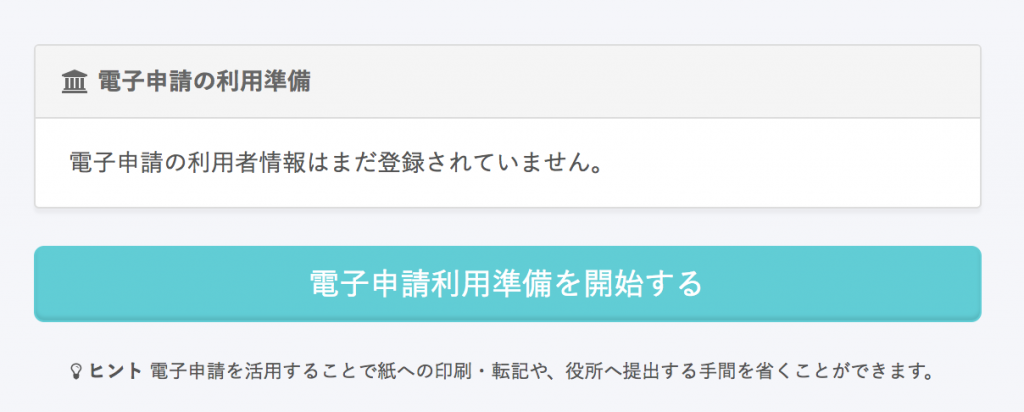 電子申請の利用準備
電子申請の利用者情報はまだ登録されていません。
電子申請利用準備を開始する
ヒント 電子申請を活用することで紙への印刷・転記や、役所へ提出する手間を省くことができます。